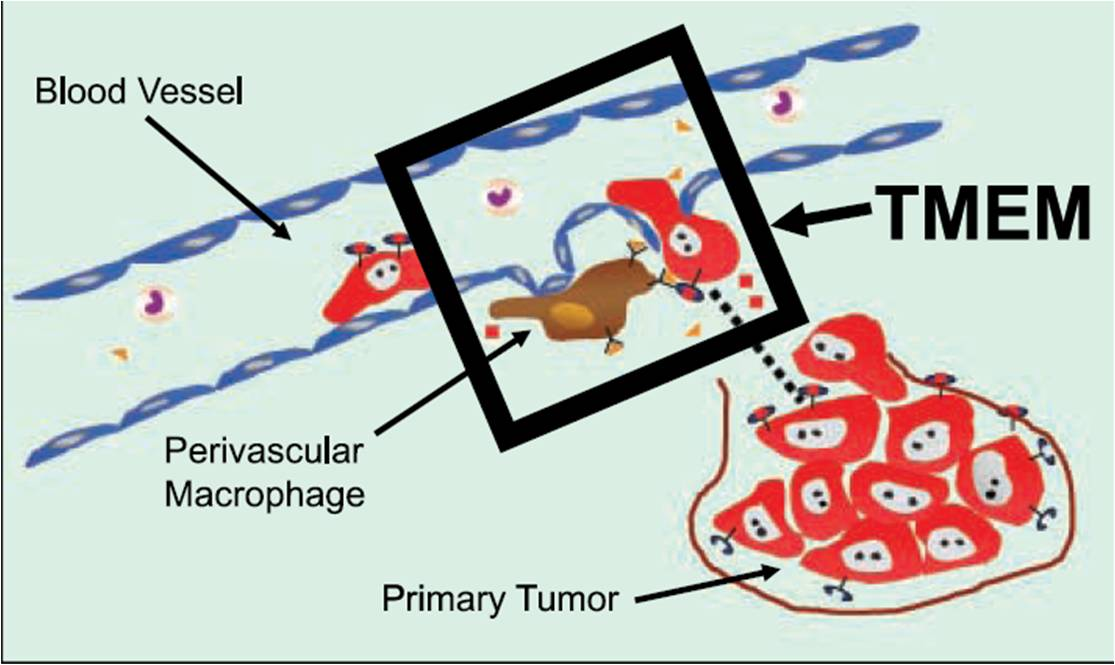 Blood Vessel
TMEM
Perivascular
Macrophage
Primary Tumor